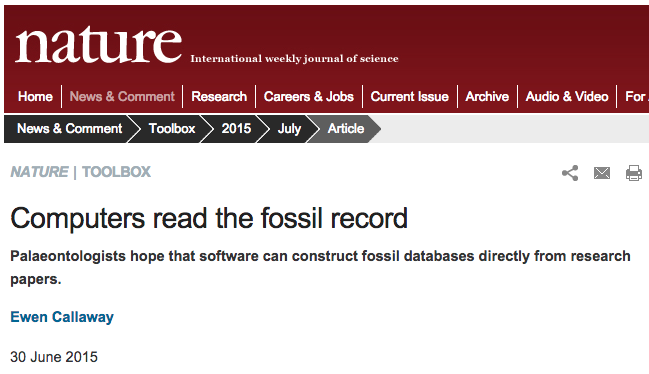 nature International weekly journal of science
Home News & Comment Research Careers & Jobs Current Issue Archive Audio & Video For
News & Comment Toolbox 2015 July Article
NATURE | TOOLBOX
Computers read the fossil record
Palaeontologists hope that software can construct fossil databases directly from research
papers.
Ewen Callaway
30 June 2015